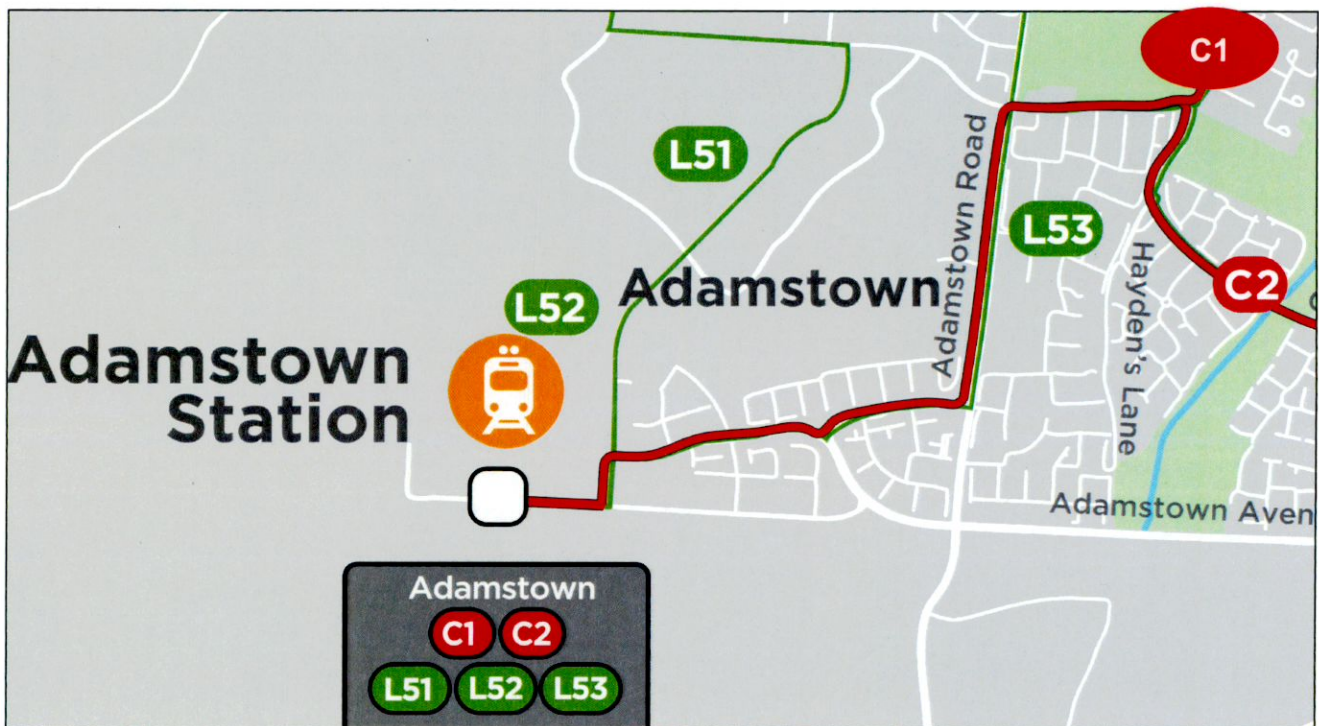 C1
L51
Adamstown Road
L53
Hayden's Lane
C2
L52
Adamstown
Adamstown
Station
Adamstown Aven
Adamstown
C1 C2
L51 L52 L53